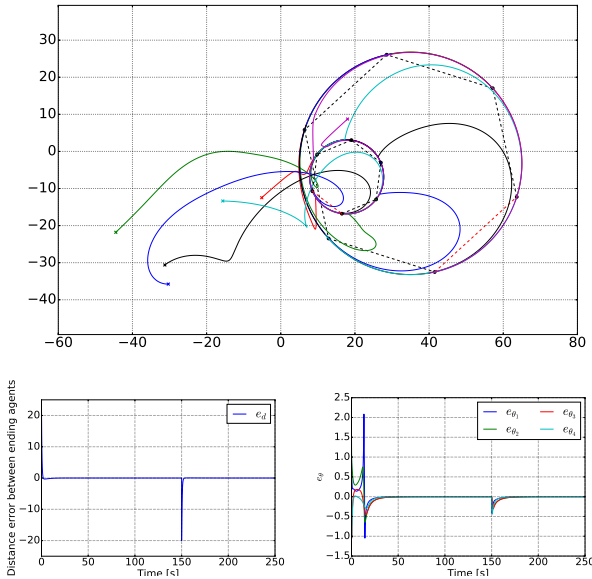 30
20
10
0
−10
−20
−30
−40
−60 −40 −20 0 20 40 60 80
Distance error between ending agents
20
10
0
−10
−20
e_d
0 50 100 150 200 250
Time [s]
e_θ
2.5
2.0
1.5
1.0
0.5
0.0
−0.5
−1.0
−1.5
e_θ₁ e_θ₃
e_θ₂ e_θ₄
0 50 100 150 200 250
Time [s]